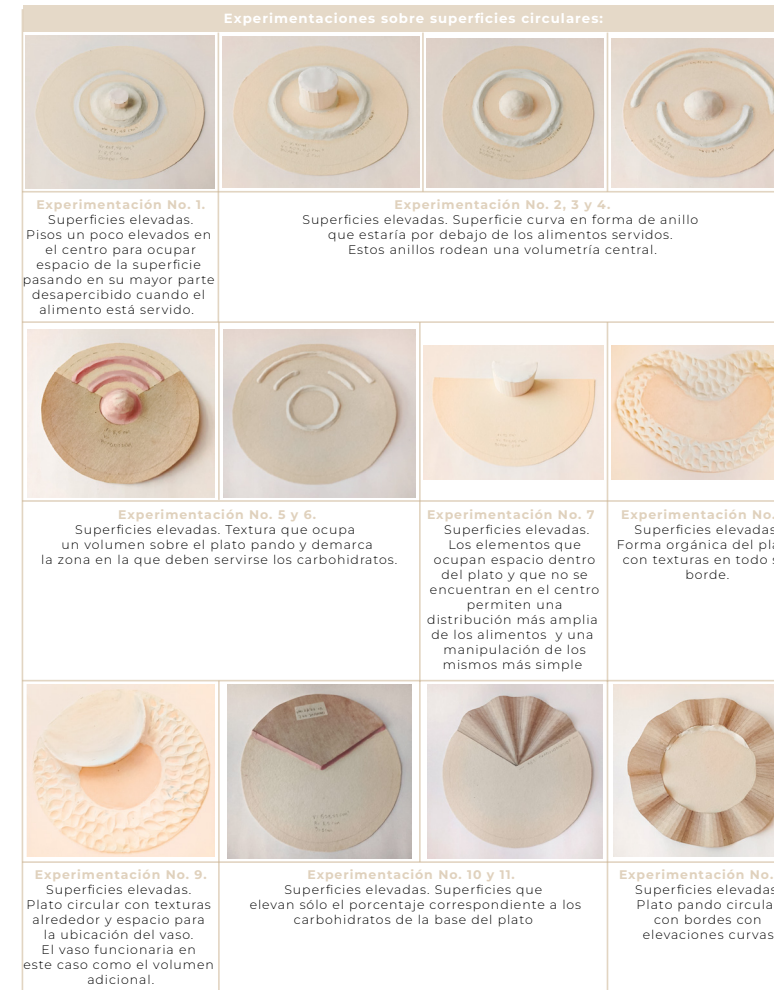 Experimentaciones sobre superficies circulares:
Experimentación No. 1.
Superficies elevadas.
Pisos un poco elevados en
el centro para ocupar
espacio de la superficie
pasando en su mayor parte
desapercibido cuando el
alimento está servido.
Experimentación No. 2, 3 y 4.
Superficies elevadas. Superficie curva en forma de anillo
que estaría por debajo de los alimentos servidos.
Estos anillos rodean una volumetría central.
Experimentación No. 5 y 6.
Superficies elevadas. Textura que ocupa
un volumen sobre el plato pando y demarca
la zona en la que deben servirse los carbohidratos.
Experimentación No. 7
Superficies elevadas.
Los elementos que
ocupan espacio dentro
del plato y que no se
encuentran en el centro
permiten una
distribución más amplia
de los alimentos y una
manipulación de los
mismos más simple
Experimentación No.
Superficies elevadas
Forma orgánica del
con texturas en todo
borde.
Experimentación No. 9.
Superficies elevadas.
Plato circular con texturas
alrededor y espacio para
la ubicación del vaso.
El vaso funcionaria en
este caso como el volumen
adicional.
Experimentación No. 10 y 11.
Superficies elevadas. Superficies que
elevan sólo el porcentaje correspondiente a los
carbohidratos de la base del plato
Experimentación No.
Superficies elevadas
Plato pando circula
con bordes con
elevaciones curvas